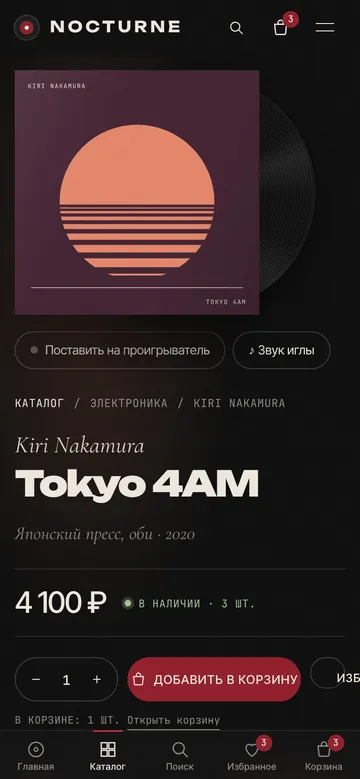 NOCTURNE
3
KIRI NAKAMURA
TOKYO 4AM
Поставить на проигрыватель
♪ Звук иглы
КАТАЛОГ / ЭЛЕКТРОНИКА / KIRI NAKAMURA
Kiri Nakamura
Tokyo 4AM
Японский пресс, оби · 2020
4 100 ₽
В НАЛИЧИИ · 3 ШТ.
− 1 +
ДОБАВИТЬ В КОРЗИНУ
ИЗБ
В КОРЗИНЕ: 1 ШТ. Открыть корзину
3 3
Главная Каталог Поиск Избранное Корзина